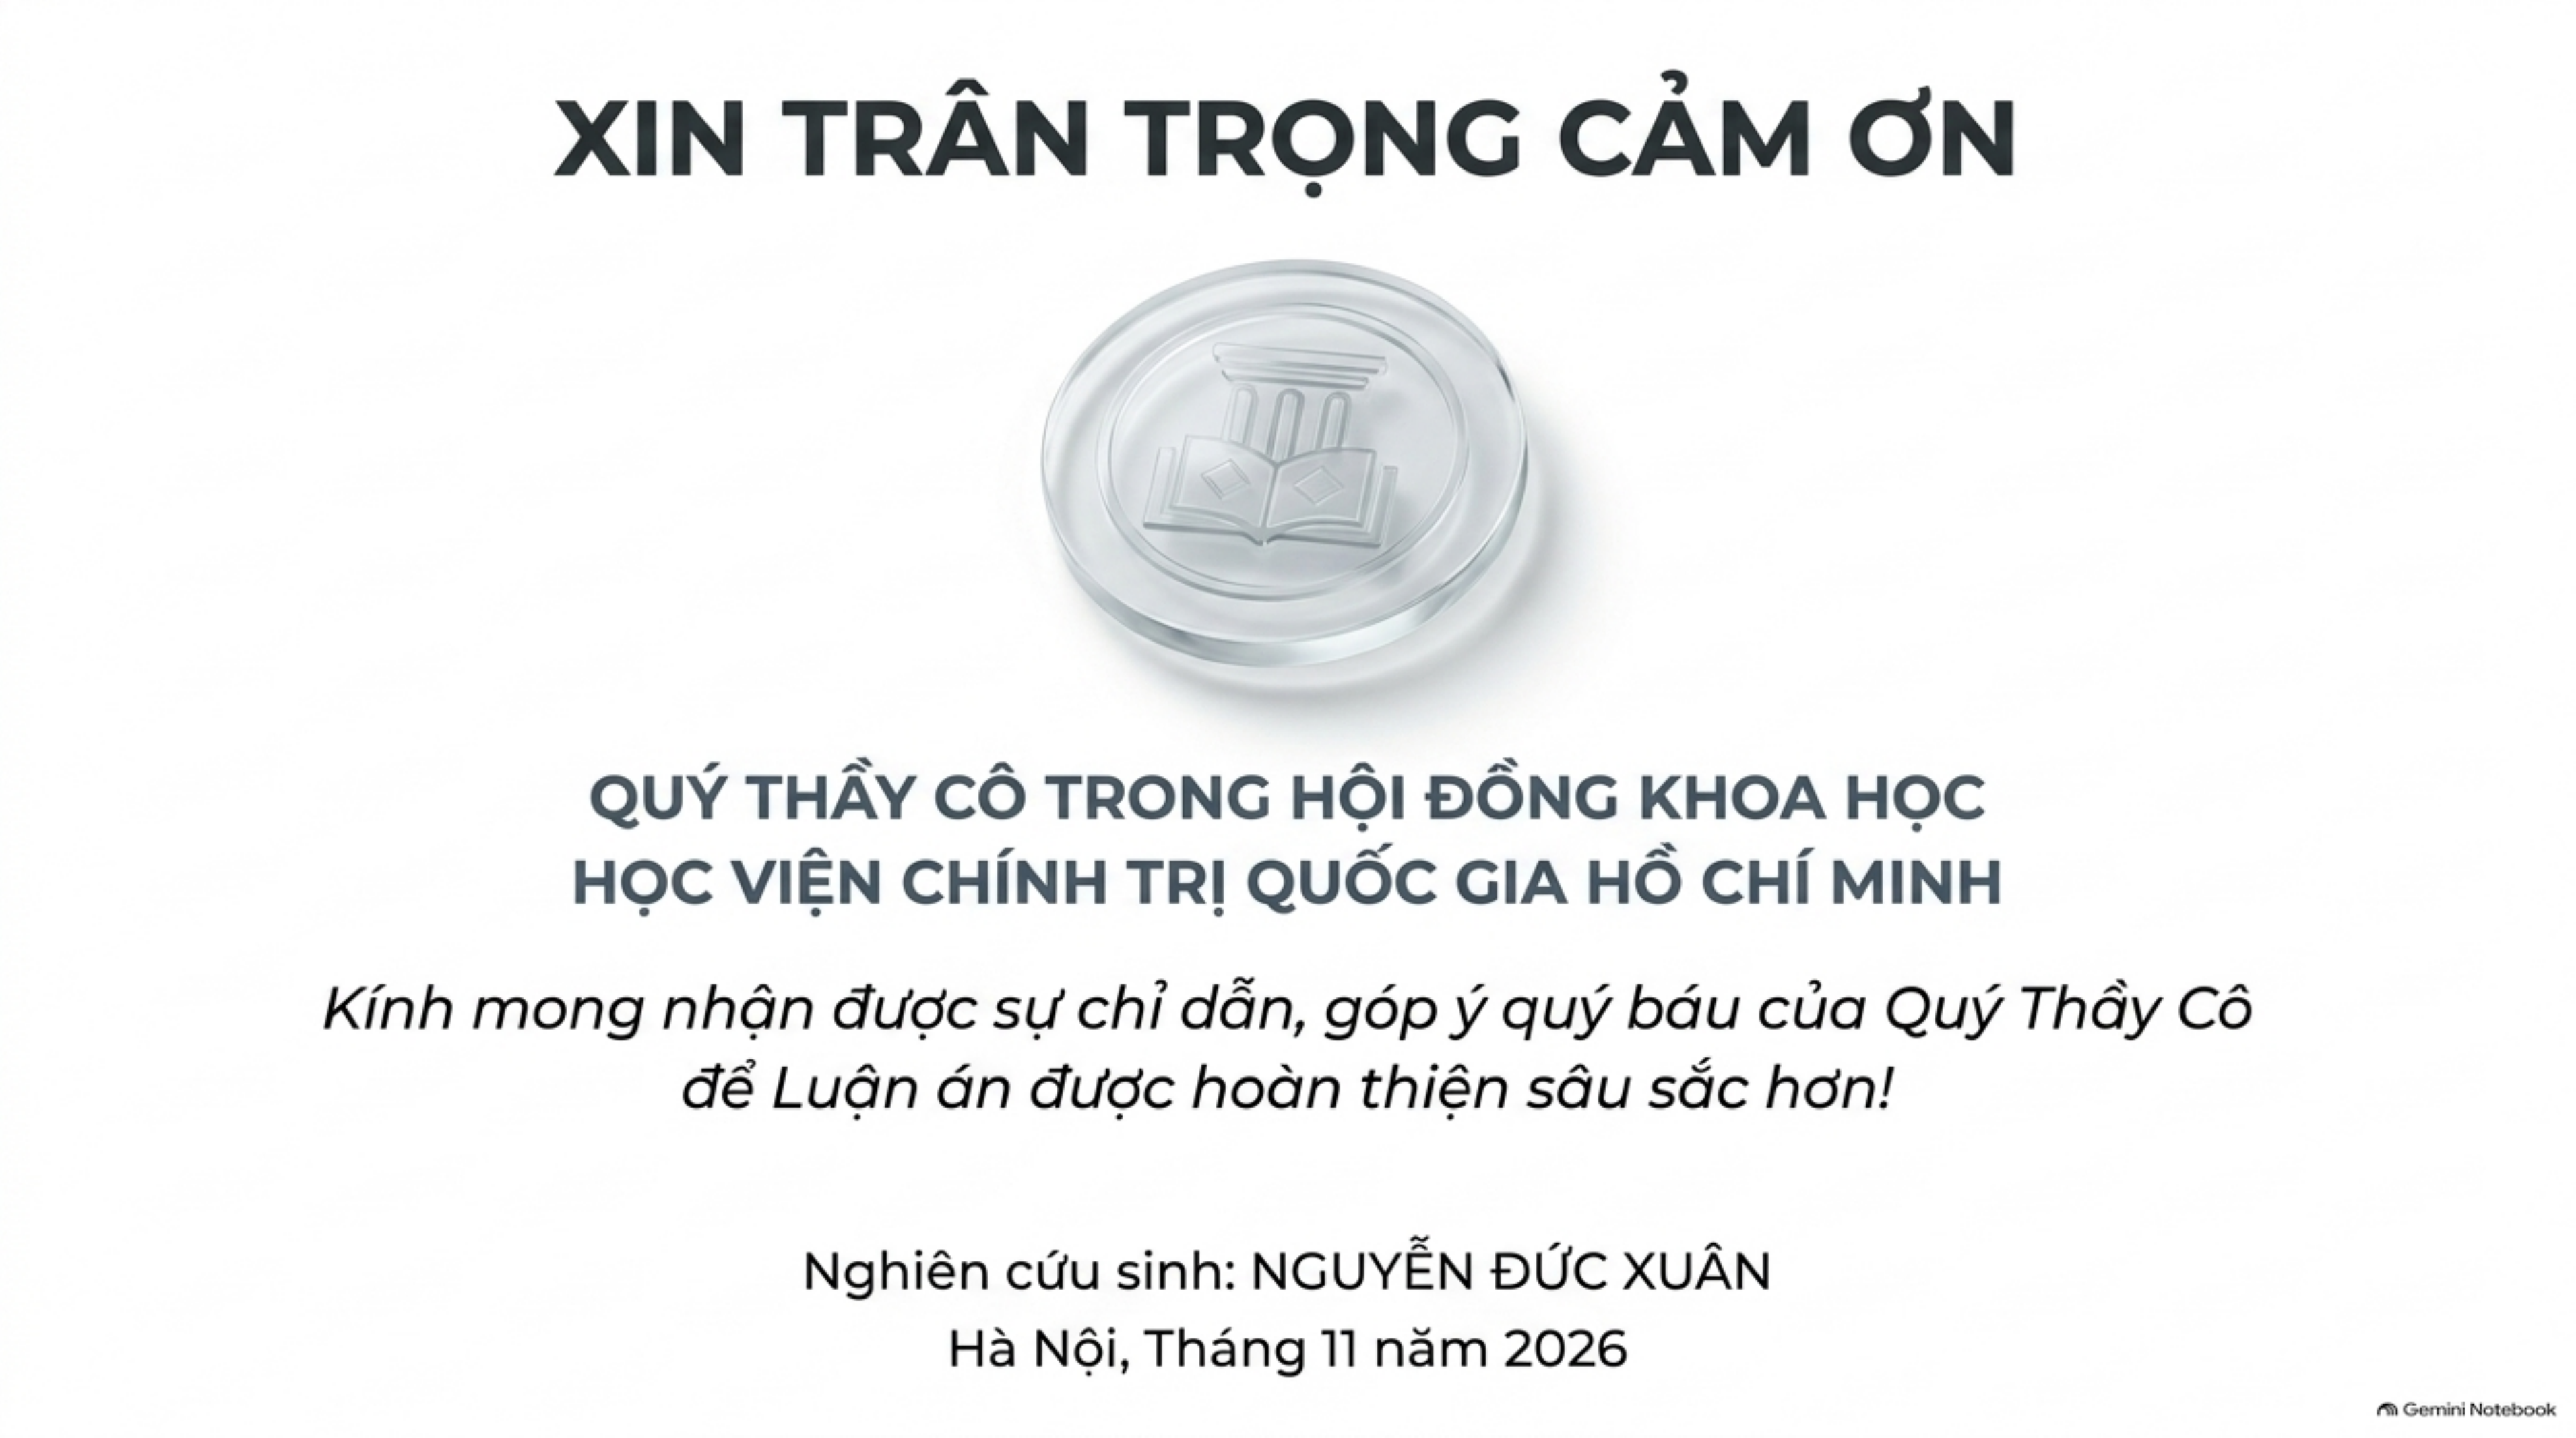 XIN TRÂN TRỌNG CẢM ƠN
QUÝ THẦY CÔ TRONG HỘI ĐỒNG KHOA HỌC
HỌC VIỆN CHÍNH TRỊ QUỐC GIA HỒ CHÍ MINH
Kính mong nhận được sự chỉ dẫn, góp ý quý báu của Quý Thầy Cô
để Luận án được hoàn thiện sâu sắc hơn!
Nghiên cứu sinh: NGUYỄN ĐỨC XUÂN
Hà Nội, Tháng 11 năm 2026
Gemini Notebook